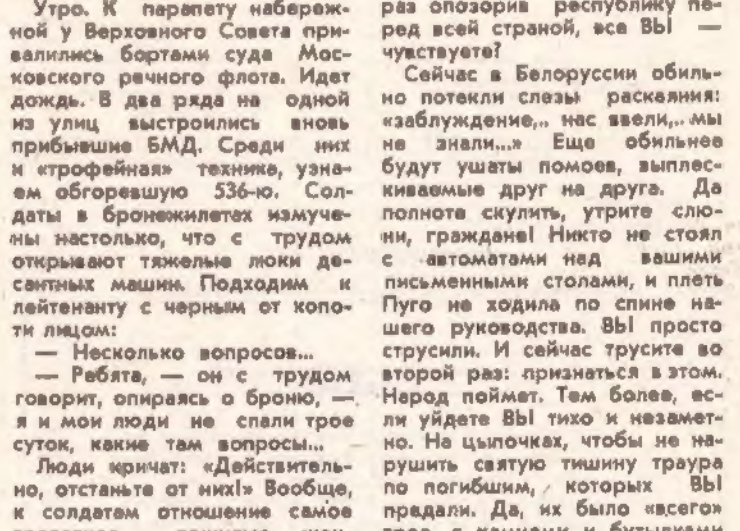 Утро. К парапету набереж-
ной у Верховного Совета при-
валились бортами суда Мос-
ковского речного флота. Идет
дождь. В два ряда на одной
из улиц выстроились вновь
прибывшие БМД. Среди них
и «трофейная» техника, узна-
ем обгоревшую 536-ю. Сол-
даты в бронежилетах измуче-
ны настолько, что с трудом
открывают тяжелые люки де-
сантных машин. Подходим к
лейтенанту с черным от копо-
ти лицом:
— Несколько вопросов...
— Ребята, — он с трудом
говорит, опираясь о броню, —
я и мои люди не спали трое
суток, какие там вопросы...
Люди кричат: «Действитель-
но, отстаньте от них!» Вообще,
к солдатам отношение самое
раз опозорив республику пе-
ред всей страной, все ВЫ —
чувствуете?
Сейчас в Белоруссии обиль-
но потекли слезы раскаяния:
«заблуждение,.. нас ввели,.. мы
не знали...» Еще обильнее
будут ушаты помоев, выплес-
киваемые друг на друга. Да
полноте скулить, утрите слю-
ни, граждане! Никто не стоял
с автоматами над вашими
письменными столами, и плеть
Пуго не ходила по спине на-
шего руководства. ВЫ просто
струсили. И сейчас трусите во
второй раз: признаться в этом.
Народ поймет. Тем более, ес-
ли уйдете ВЫ тихо и незамет-
но. На цыпочках, чтобы не на-
рушить святую тишину траура
по погибшим, которых ВЫ
предали. Да, их было «всего»
трое, с камнями и бутылками